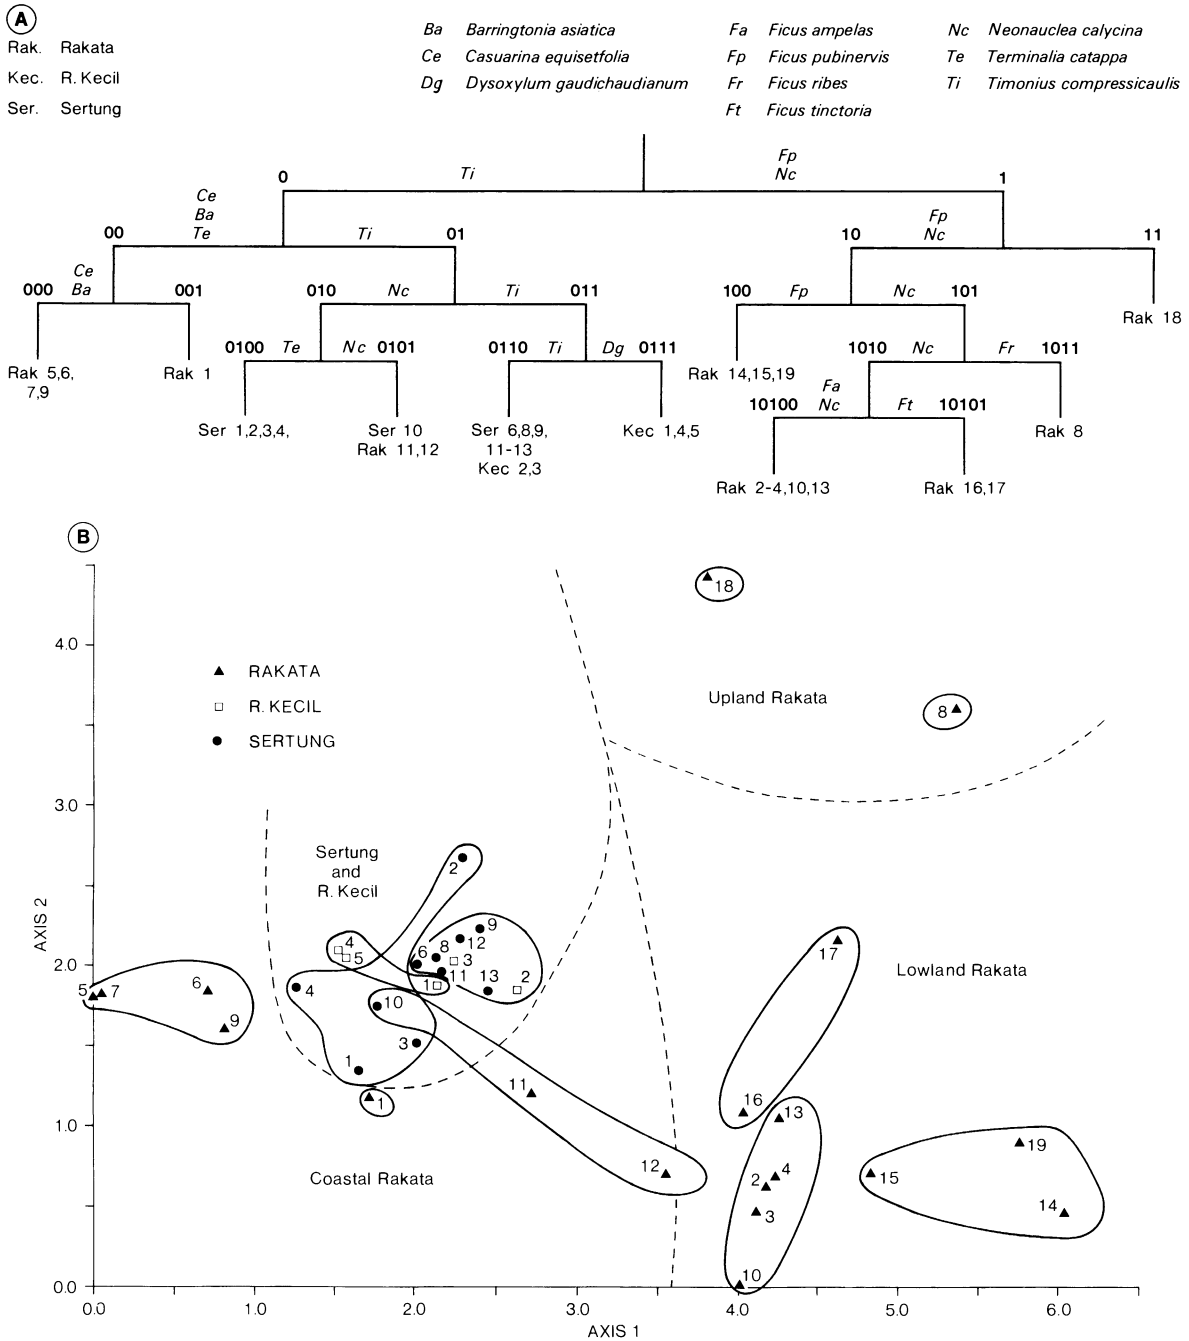 A
Rak. Rakata
Kec. R. Kecil
Ser. Sertung
Ba Barringtonia asiatica
Ce Casuarina equisetfolia
Dg Dysoxylum gaudichaudianum
Fa Ficus ampelas
Fp Ficus pubinervis
Fr Ficus ribes
Ft Ficus tinctoria
Nc Neonauclea calycina
Te Terminalia catappa
Ti Timonius compressicaulis
Fp
0 Ti Nc 1
Ce
Ba
00 Te Ti 01
Fp
10 Nc 11
Ce
000 Ba 001
010 Nc Ti 011
100 Fp Nc 101
Rak 18
0100 Te Nc 0101
0110 Ti Dg 0111
1010 Nc Fr 1011
Rak 5,6,
7,9
Rak 1
Rak 14,15,19
Fa
10100 Nc Ft 10101
Ser 1,2,3,4,
Ser 10
Rak 11,12
Ser 6,8,9,
11-13
Kec 2,3
Kec 1,4,5
Rak 8
Rak 2-4,10,13
Rak 16,17
B
18
4.0
RAKATA
R. KECIL
SERTUNG
Upland Rakata
8
3.0
Sertung
and
R. Kecil
2
9
12
8
6
3
11
13
2
1
4
5
17
AXIS 2
2.0
Lowland Rakata
5 7
6
9
4
10
3
1
1
11
12
16
13
1.0
Coastal Rakata
2
4
3
10
15
19
14
0.0
0.0 1.0 2.0 3.0 4.0 5.0 6.0
AXIS 1